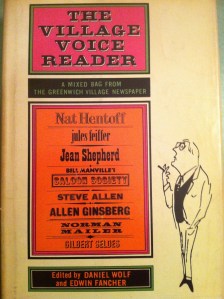 THE
VILLAGE
VOICE
READER
A MIXED BAG FROM
THE GREENWICH VILLAGE NEWSPAPER
Nat Hentoff
jules feiffer
Jean Shepherd
BILL MANVILLE'S
SALOON SOCIETY
STEVE ALLEN
ALLEN GINSBERG
NORMAN
MAILER
GILBERT SELDES
Edited by DANIEL WOLF
and EDWIN FANCHER